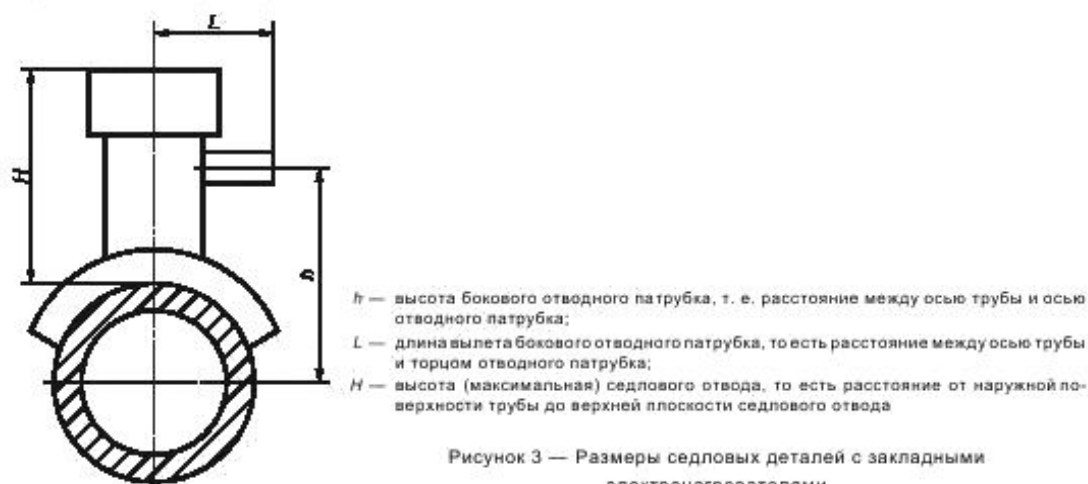 L
H
h
h — высота бокового отводного патрубка, т. е. расстояние между осью трубы и осью
отводного патрубка;
L — длина вылета бокового отводного патрубка, то есть расстояние между осью трубы
и торцом отводного патрубка;
H — высота (максимальная) седлового отвода, то есть расстояние от наружной по-
верхности трубы до верхней плоскости седлового отвода
Рисунок 3 — Размеры седловых деталей с закладными